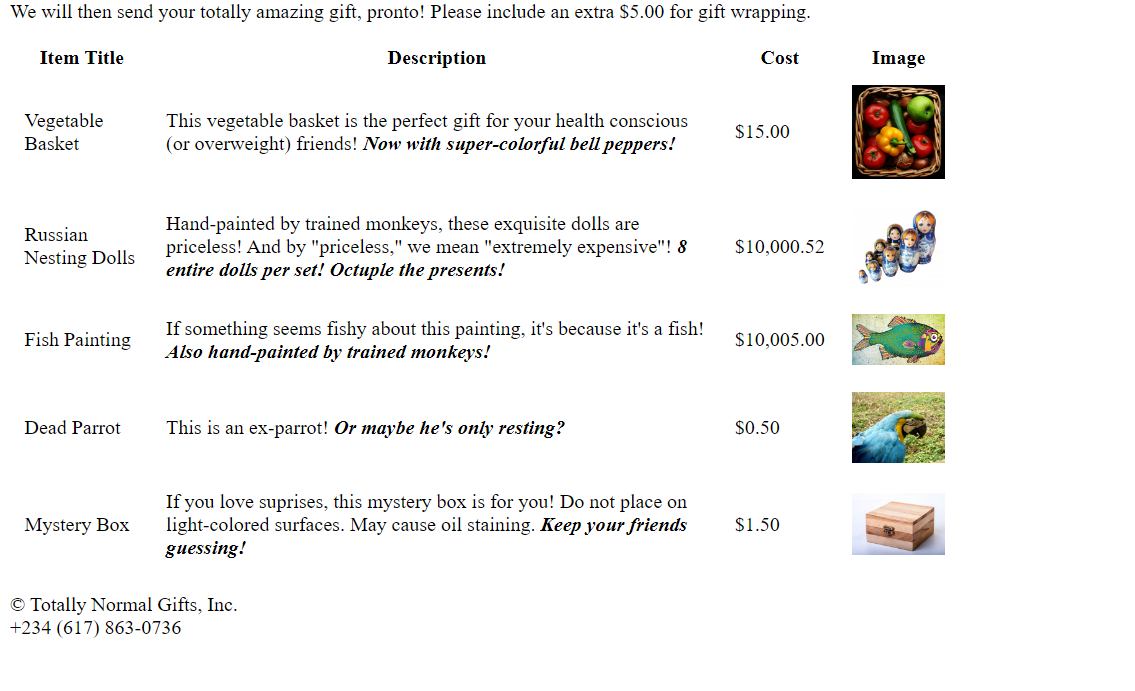 We will then send your totally amazing gift, pronto! Please include an extra $5.00 for gift wrapping.
Item Title Description Cost Image
Vegetable
Basket
This vegetable basket is the perfect gift for your health conscious
(or overweight) friends! Now with super-colorful bell peppers!
$15.00
Russian
Nesting Dolls
Hand-painted by trained monkeys, these exquisite dolls are
priceless! And by "priceless," we mean "extremely expensive"! 8
entire dolls per set! Octuple the presents!
$10,000.52
Fish Painting
If something seems fishy about this painting, it's because it's a fish!
Also hand-painted by trained monkeys!
$10,005.00
Dead Parrot
This is an ex-parrot! Or maybe he's only resting?
$0.50
Mystery Box
If you love suprises, this mystery box is for you! Do not place on
light-colored surfaces. May cause oil staining. Keep your friends
guessing!
$1.50
© Totally Normal Gifts, Inc.
+234 (617) 863-0736